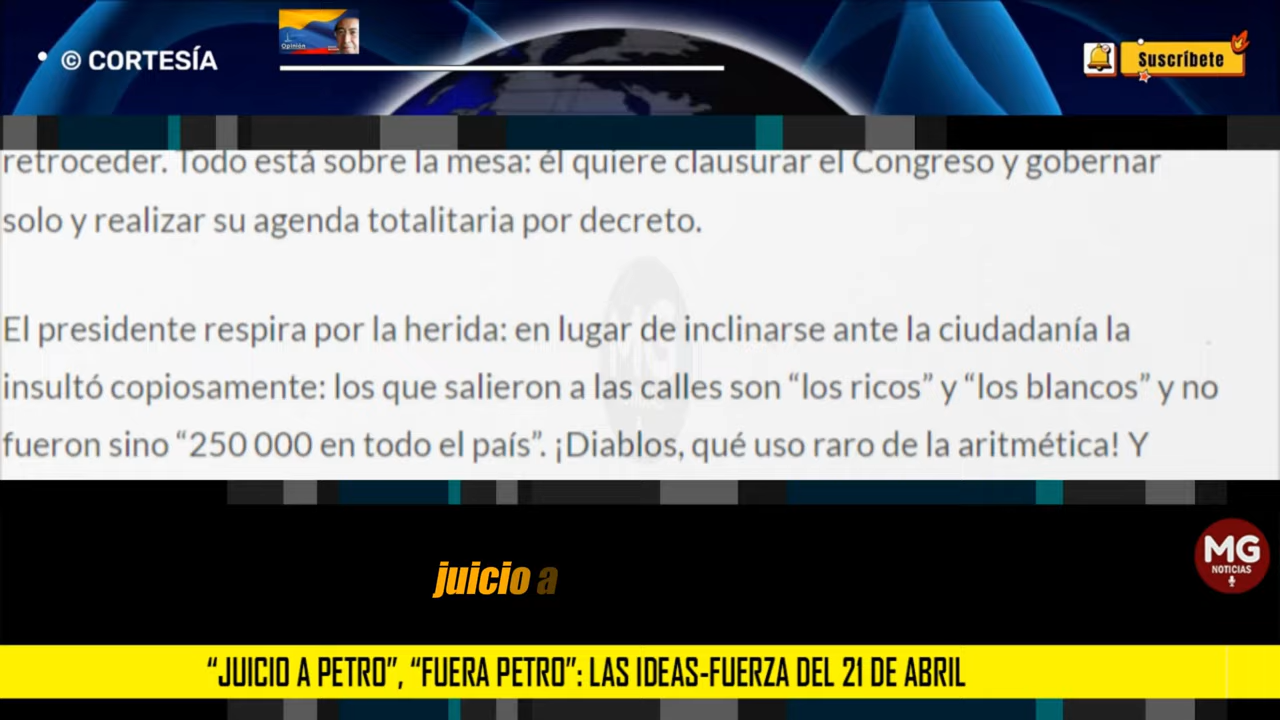 © CORTESÍA
Opinión
Suscríbete
retroceder. Todo está sobre la mesa: él quiere clausurar el Congreso y gobernar
solo y realizar su agenda totalitaria por decreto.
El presidente respira por la herida: en lugar de inclinarse ante la ciudadanía la
insultó copiosamente: los que salieron a las calles son “los ricos” y “los blancos” y no
fueron sino “250 000 en todo el país”. ¡Diablos, qué uso raro de la aritmética! Y
MG
juicio a
MG
NOTICIAS
“JUICIO A PETRO”, “FUERA PETRO”: LAS IDEAS-FUERZA DEL 21 DE ABRIL